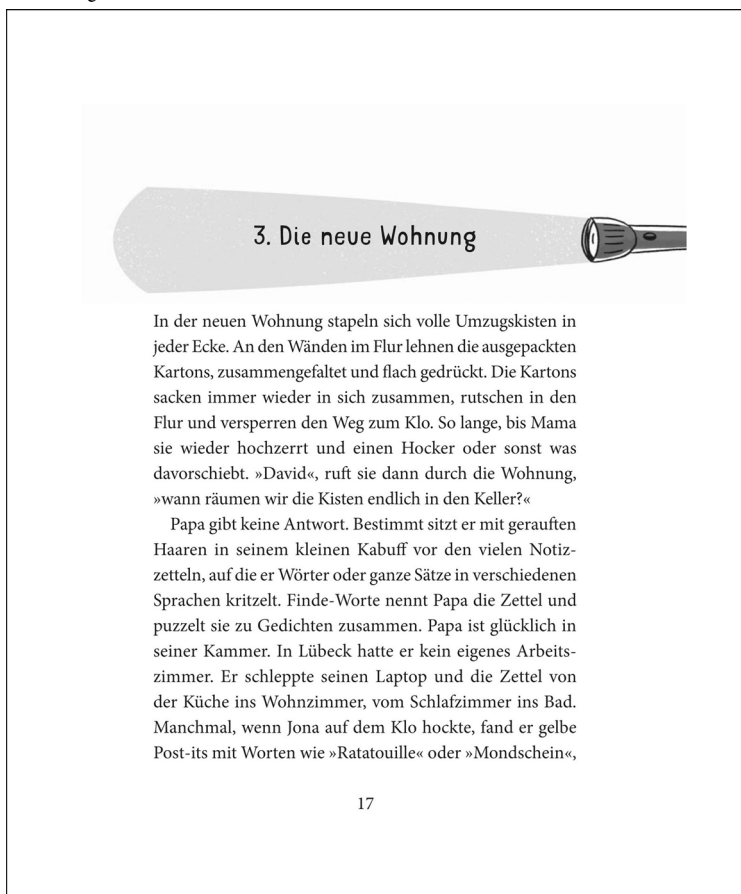 3. Die neue Wohnung
In der neuen Wohnung stapeln sich volle Umzugskisten in
jeder Ecke. An den Wänden im Flur lehnen die ausgepackten
Kartons, zusammengefaltet und flach gedrückt. Die Kartons
sacken immer wieder in sich zusammen, rutschen in den
Flur und versperren den Weg zum Klo. So lange, bis Mama
sie wieder hochzerrt und einen Hocker oder sonst was
davorschiebt. »David«, ruft sie dann durch die Wohnung,
»wann räumen wir die Kisten endlich in den Keller?«
Papa gibt keine Antwort. Bestimmt sitzt er mit gerauften
Haaren in seinem kleinen Kabuff vor den vielen Notiz-
zetteln, auf die er Wörter oder ganze Sätze in verschiedenen
Sprachen kritzelt. Finde-Worte nennt Papa die Zettel und
puzzelt sie zu Gedichten zusammen. Papa ist glücklich in
seiner Kammer. In Lübeck hatte er kein eigenes Arbeits-
zimmer. Er schleppte seinen Laptop und die Zettel von
der Küche ins Wohnzimmer, vom Schlafzimmer ins Bad.
Manchmal, wenn Jona auf dem Klo hockte, fand er gelbe
Post-its mit Worten wie »Ratatouille« oder »Mondschein«,
17